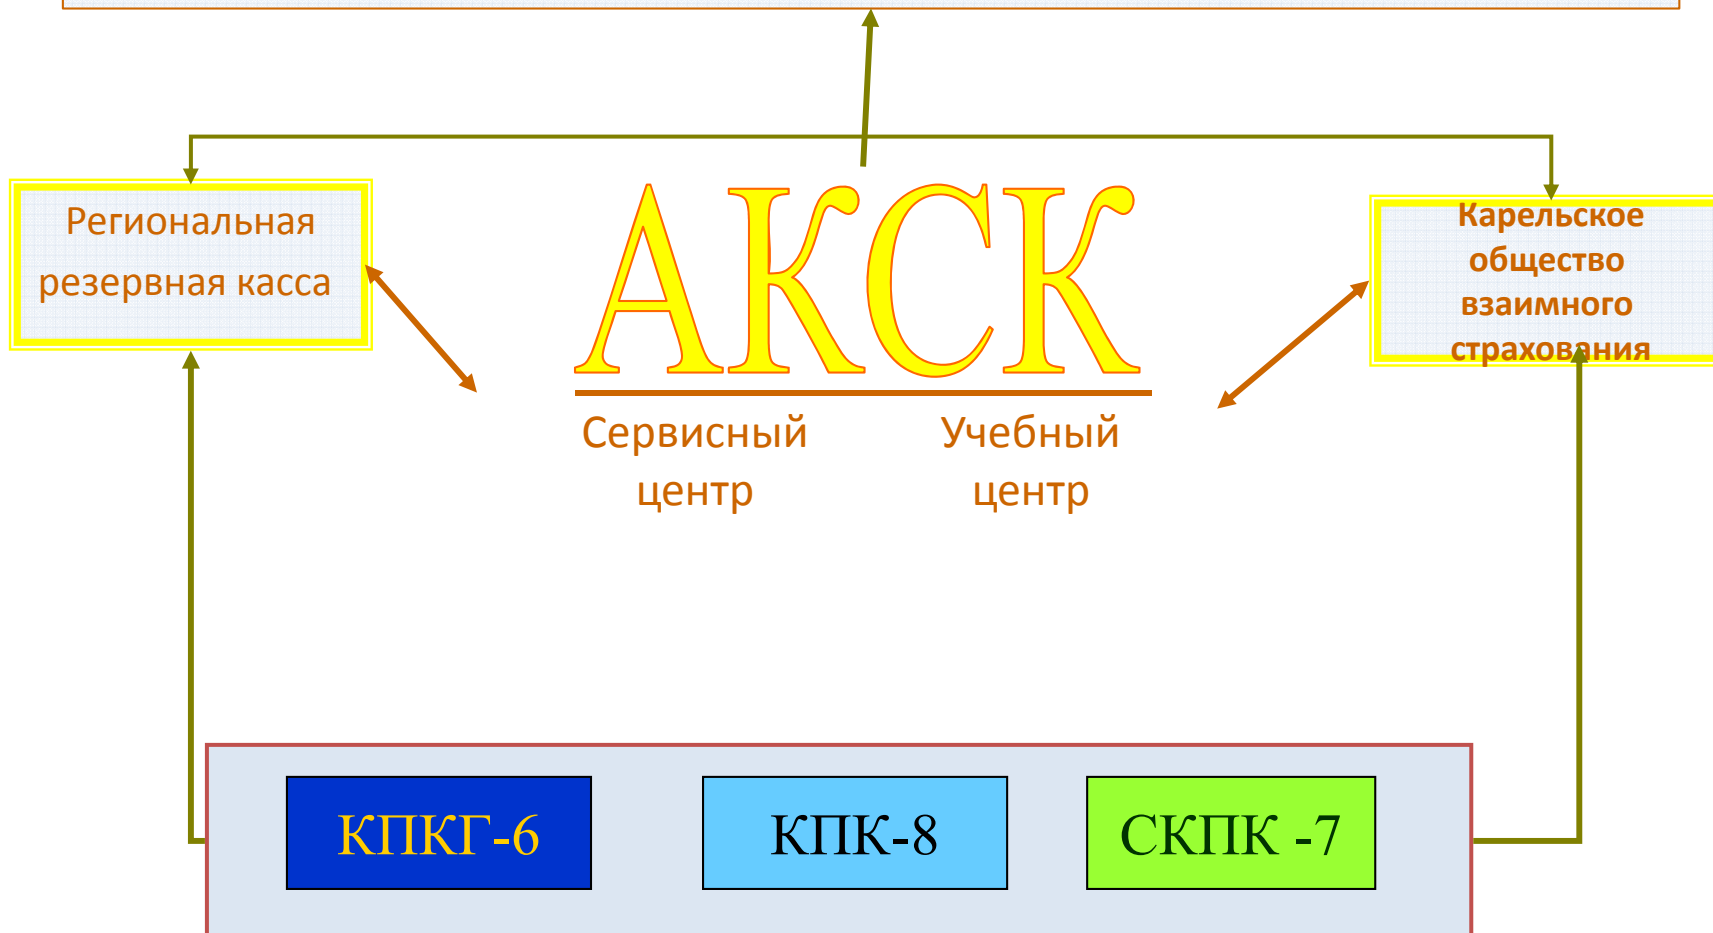 Региональная
резервная касса
АКСК
Карельское
общество
взаимного
страхования
Сервисный
центр
Учебный
центр
КПКГ-6
КПК-8
СКПК -7